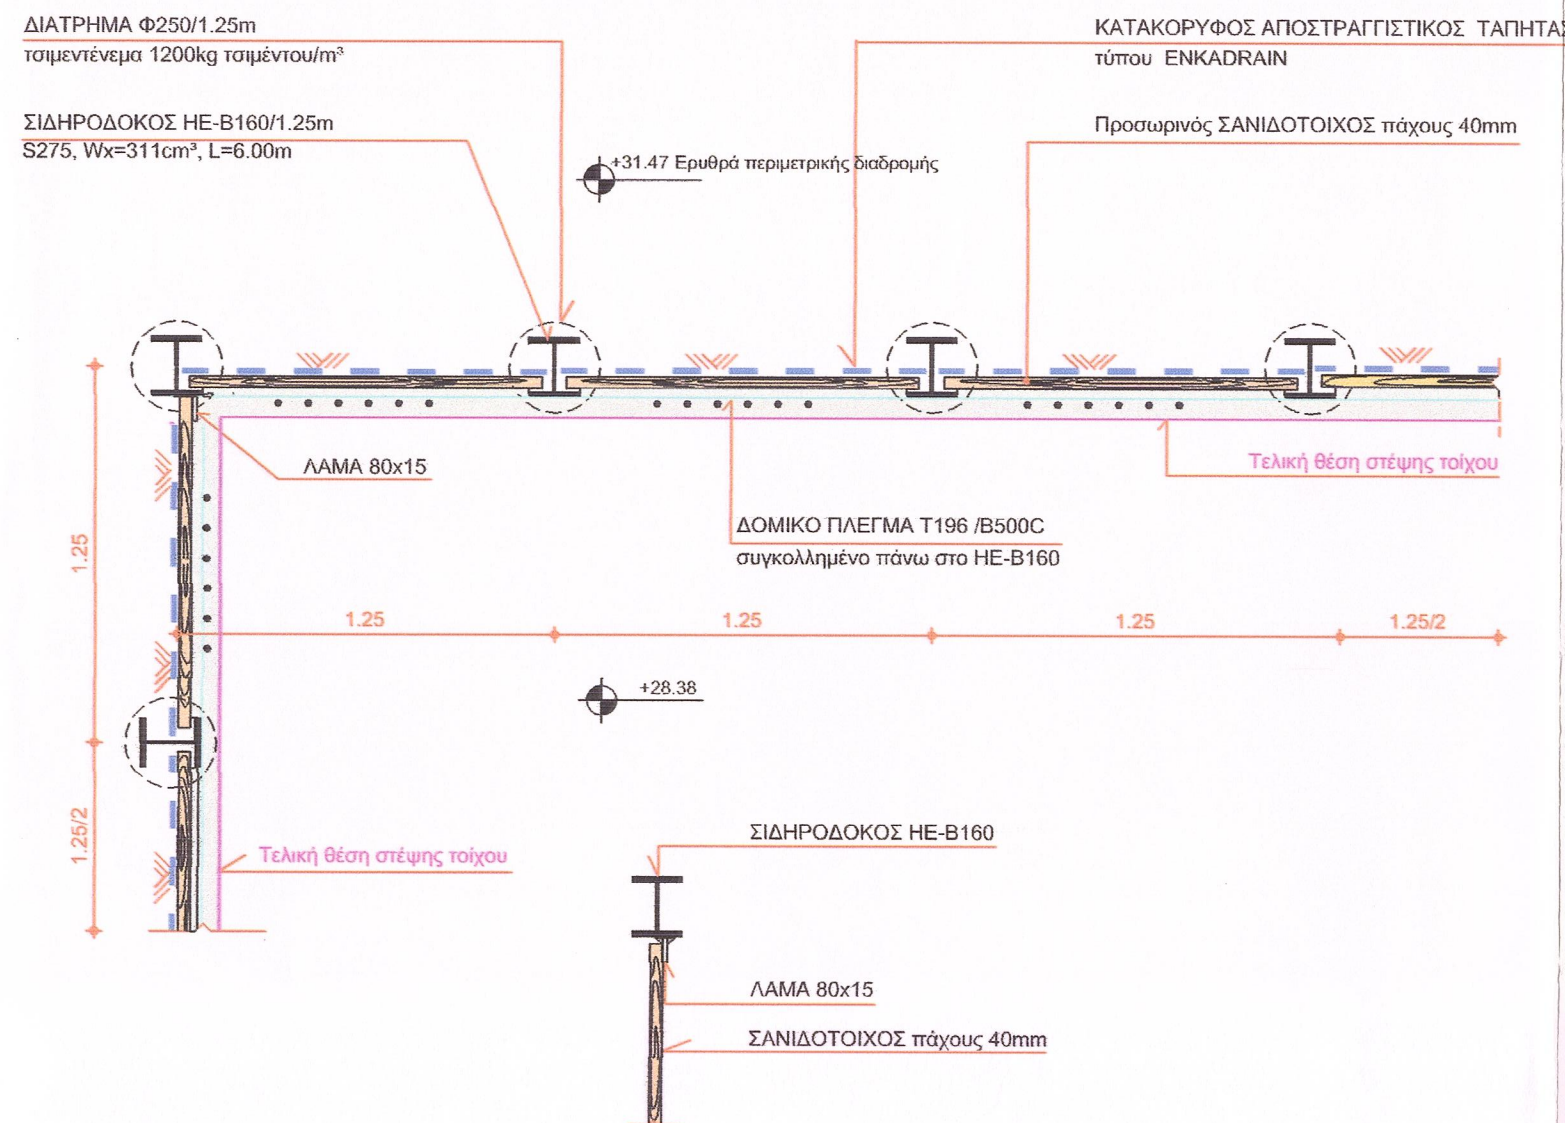 ΔΙΑΤΡΗΜΑ Φ250/1.25m
τσιμεντένεμα 1200kg τσιμέντου/m³
ΚΑΤΑΚΟΡΥΦΟΣ ΑΠΟΣΤΡΑΓΓΙΣΤΙΚΟΣ ΤΑΠΗΤΑΣ
τύπου ENKADRAIN
ΣΙΔΗΡΟΔΟΚΟΣ HE-B160/1.25m
S275, Wx=311cm³, L=6.00m
Προσωρινός ΣΑΝΙΔΟΤΟΙΧΟΣ πάχους 40mm
+31.47 Ερυθρά περιμετρικής διαδρομής
ΛΑΜΑ 80x15
Τελική θέση στέψης τοίχου
ΔΟΜΙΚΟ ΠΛΕΓΜΑ T196 /B500C
συγκολλημένο πάνω στο HE-B160
1.25
1.25
1.25
1.25
1.25/2
+28.38
1.25/2
Τελική θέση στέψης τοίχου
ΣΙΔΗΡΟΔΟΚΟΣ HE-B160
ΛΑΜΑ 80x15
ΣΑΝΙΔΟΤΟΙΧΟΣ πάχους 40mm